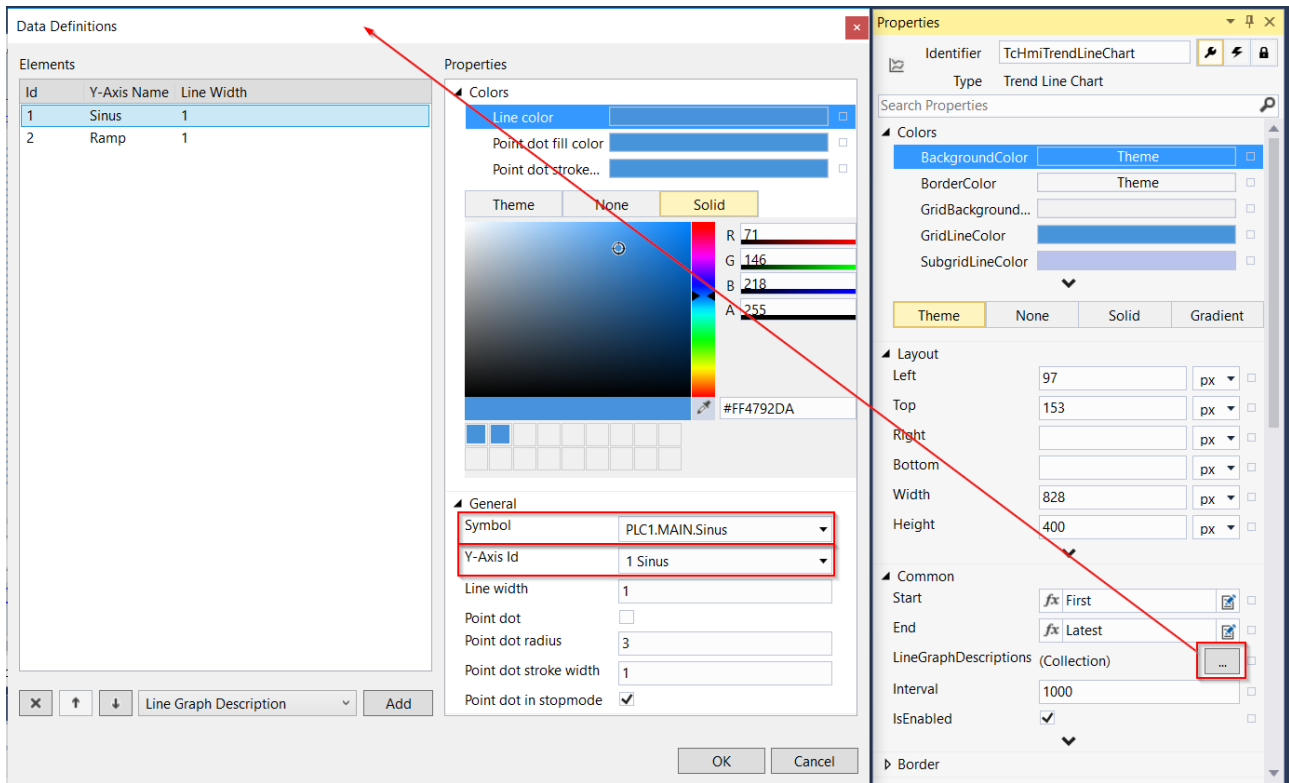 Data Definitions
Elements
Id Y-Axis Name Line Width
1 Sinus 1
2 Ramp 1
Line Graph Description
Add
Properties
Colors
Line color
Point dot fill color
Point dot stroke...
Theme None Solid
R 71
G 146
B 218
A 255
#FF4792DA
General
Symbol PLC1.MAIN.Sinus
Y-Axis Id 1 Sinus
Line width 1
Point dot
Point dot radius 3
Point dot stroke width 1
Point dot in stopmode
OK Cancel
Properties
Identifier TcHmiTrendLineChart
Type Trend Line Chart
Search Properties
Colors
BackgroundColor Theme
BorderColor Theme
GridBackground...
GridLineColor
SubgridLineColor
Theme None Solid Gradient
Layout
Left 97 px
Top 153 px
Right px
Bottom px
Width 828 px
Height 400 px
Common
Start fx First
End fx Latest
LineGraphDescriptions (Collection) ...
Interval 1000
IsEnabled
Border